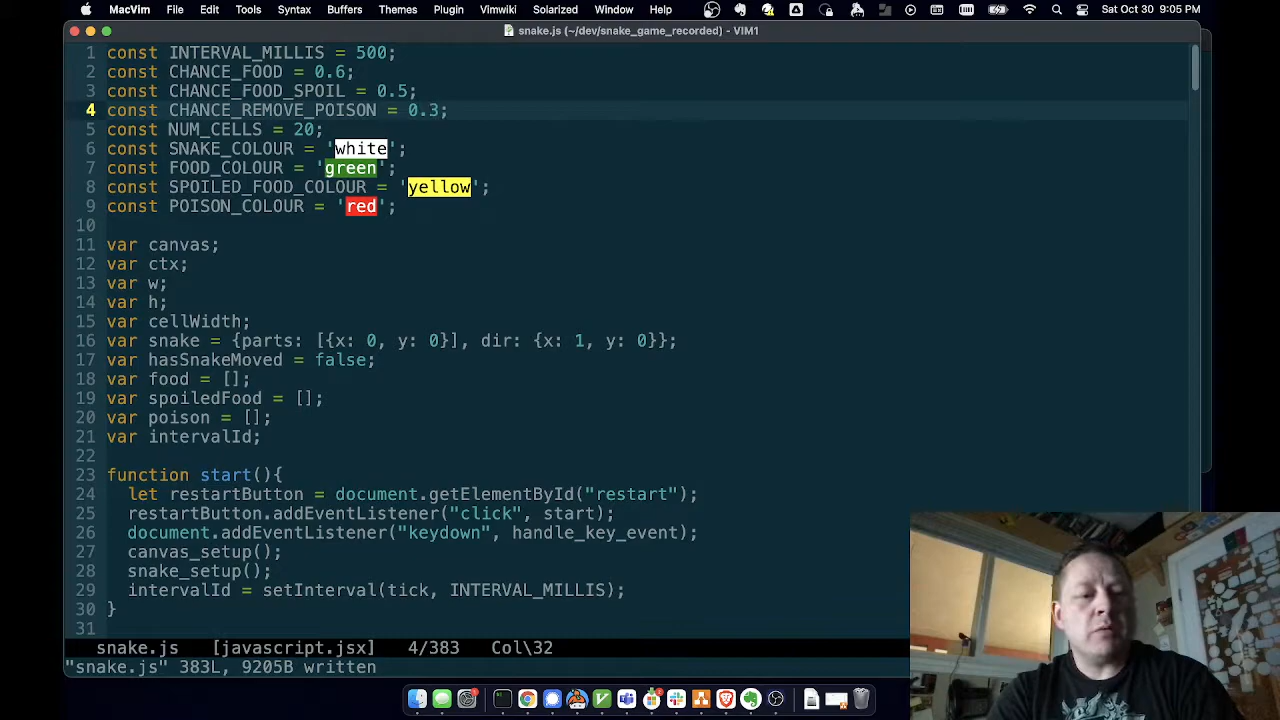 MacVim File Edit Tools Syntax Buffers Themes Plugin Vimwiki Solarized Window Help Sat Oct 30 9:05 PM
snake.js (~/dev/snake_game_recorded) - VIM1
1 const INTERVAL_MILLIS = 500;
2 const CHANCE_FOOD = 0.6;
3 const CHANCE_FOOD_SPOIL = 0.5;
4 const CHANCE_REMOVE_POISON = 0.3;
5 const NUM_CELLS = 20;
6 const SNAKE_COLOUR = 'white';
7 const FOOD_COLOUR = 'green';
8 const SPOILED_FOOD_COLOUR = 'yellow';
9 const POISON_COLOUR = 'red';
10
11 var canvas;
12 var ctx;
13 var w;
14 var h;
15 var cellWidth;
16 var snake = {parts: [{x: 0, y: 0}], dir: {x: 1, y: 0}};
17 var hasSnakeMoved = false;
18 var food = [];
19 var spoiledFood = [];
20 var poison = [];
21 var intervalId;
22
23 function start(){
24 let restartButton = document.getElementById("restart");
25 restartButton.addEventListener("click", start);
26 document.addEventListener("keydown", handle_key_event);
27 canvas_setup();
28 snake_setup();
29 intervalId = setInterval(tick, INTERVAL_MILLIS);
30 }
31
snake.js [javascript.jsx] 4/383 Col\32
"snake.js" 383L, 9205B written